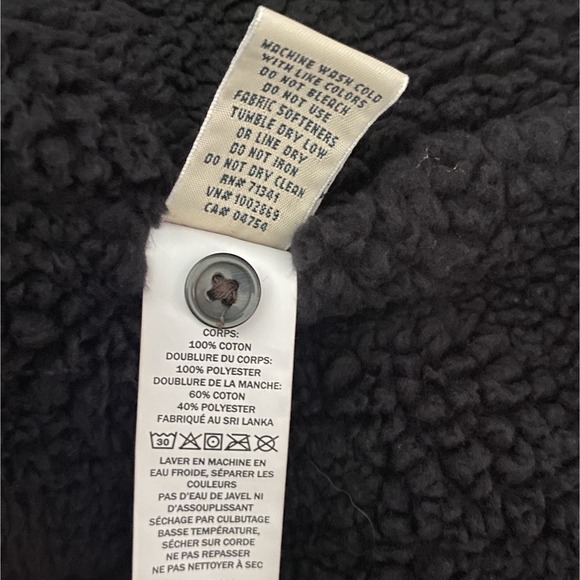 MACHINE WASH COLD
WITH LIKE COLORS
DO NOT BLEACH
DO NOT USE
FABRIC SOFTENERS
TUMBLE DRY LOW
OR LINE DRY
DO NOT IRON
DO NOT DRY CLEAN
RN# 71341
VN# 1002869
CA# 04754
CORPS:
100% COTON
DOUBLURE DU CORPS:
100% POLYESTER
DOUBLURE DE LA MANCHE:
60% COTON
40% POLYESTER
FABRIQUÉ AU SRI LANKA
30
LAVER EN MACHINE EN
EAU FROIDE, SÉPARER LES
COULEURS
PAS D'EAU DE JAVEL NI
D'ASSOUPLISSANT
SÉCHAGE PAR CULBUTAGE
BASSE TEMPÉRATURE,
SÉCHER SUR CORDE
NE PAS REPASSER
NE PAS NETTOYER À SEC